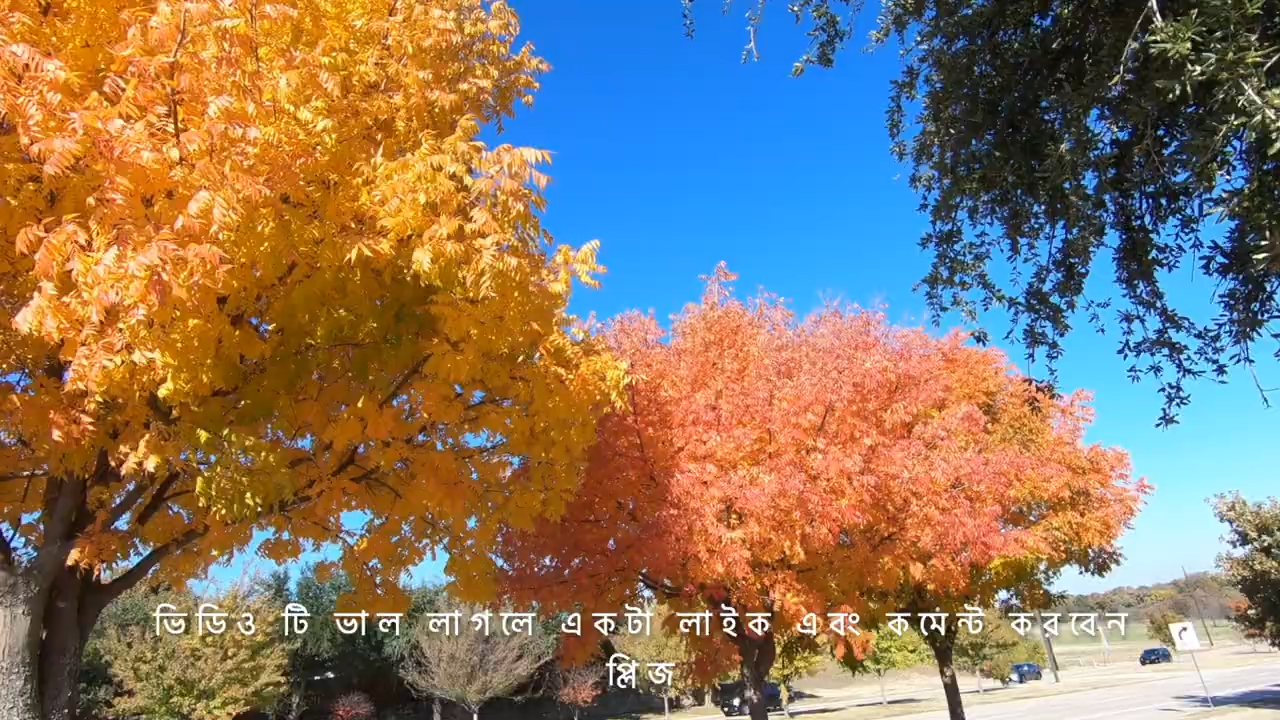 ভিডিও টি ভাল লাগলে একটা লাইক এবং কমেন্ট করবেন
প্লিজ